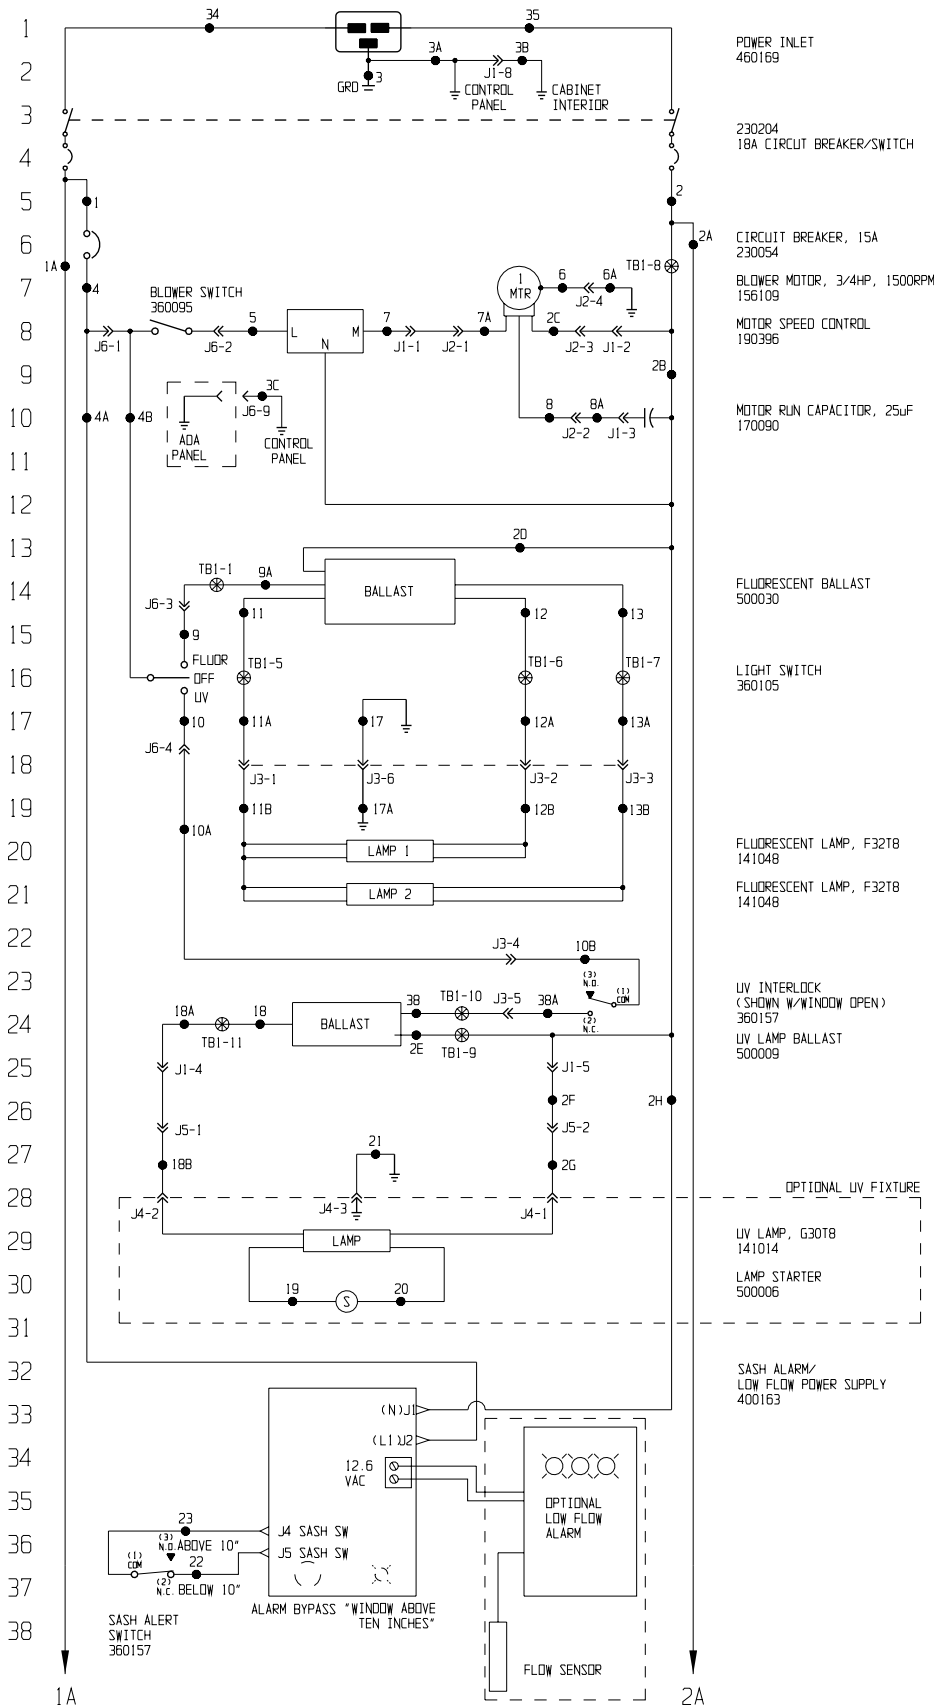 1
34
35
POWER INLET
460169
2
3A
3B
J1-8
3
GRD
CONTROL
PANEL
CABINET
INTERIOR
3
230204
18A CIRCUT BREAKER/SWITCH
4
5
1
2
6
2A
CIRCUIT BREAKER, 15A
230054
1A
TB1-8
7
4
BLOWER SWITCH
360095
1
MTR
6
6A
J2-4
BLOWER MOTOR, 3/4HP, 1500RPM
156109
8
J6-1
J6-2
5
L
M
N
7
J1-1
J2-1
7A
2C
J2-3
J1-2
MOTOR SPEED CONTROL
190396
9
2B
3C
J6-9
10
4A
4B
8
8A
J2-2
J1-3
MOTOR RUN CAPACITOR, 25uF
170090
ADA
PANEL
CONTROL
PANEL
11
12
13
2D
14
TB1-1
9A
BALLAST
FLUORESCENT BALLAST
500030
J6-3
11
12
13
15
9
FLUOR
16
OFF
UV
TB1-5
TB1-6
TB1-7
LIGHT SWITCH
360105
17
10
11A
17
12A
13A
J6-4
18
J3-1
J3-6
J3-2
J3-3
19
11B
17A
12B
13B
10A
20
LAMP 1
FLUORESCENT LAMP, F32T8
141048
21
LAMP 2
FLUORESCENT LAMP, F32T8
141048
22
J3-4
10B
23
(3)
N.O.
(1)
COM
(2)
N.C.
UV INTERLOCK
(SHOWN W/WINDOW OPEN)
360157
24
18A
18
TB1-11
BALLAST
38
TB1-10
J3-5
38A
2E
TB1-9
UV LAMP BALLAST
500009
25
J1-4
J1-5
26
2F
2H
J5-1
J5-2
27
18B
21
2G
28
OPTIONAL UV FIXTURE
J4-2
J4-3
J4-1
29
LAMP
UV LAMP, G30T8
141014
30
19
S
20
LAMP STARTER
500006
31
32
SASH ALARM/
LOW FLOW POWER SUPPLY
400163
33
(N)J1
34
(L1)J2
12.6
VAC
35
OPTIONAL
LOW FLOW
ALARM
36
23
J4 SASH SW
(3)
N.O. ABOVE 10"
(1)
COM
22
J5 SASH SW
37
(2)
N.C. BELOW 10"
ALARM BYPASS
"WINDOW ABOVE
TEN INCHES"
38
SASH ALERT
SWITCH
360157
FLOW SENSOR
1A
2A